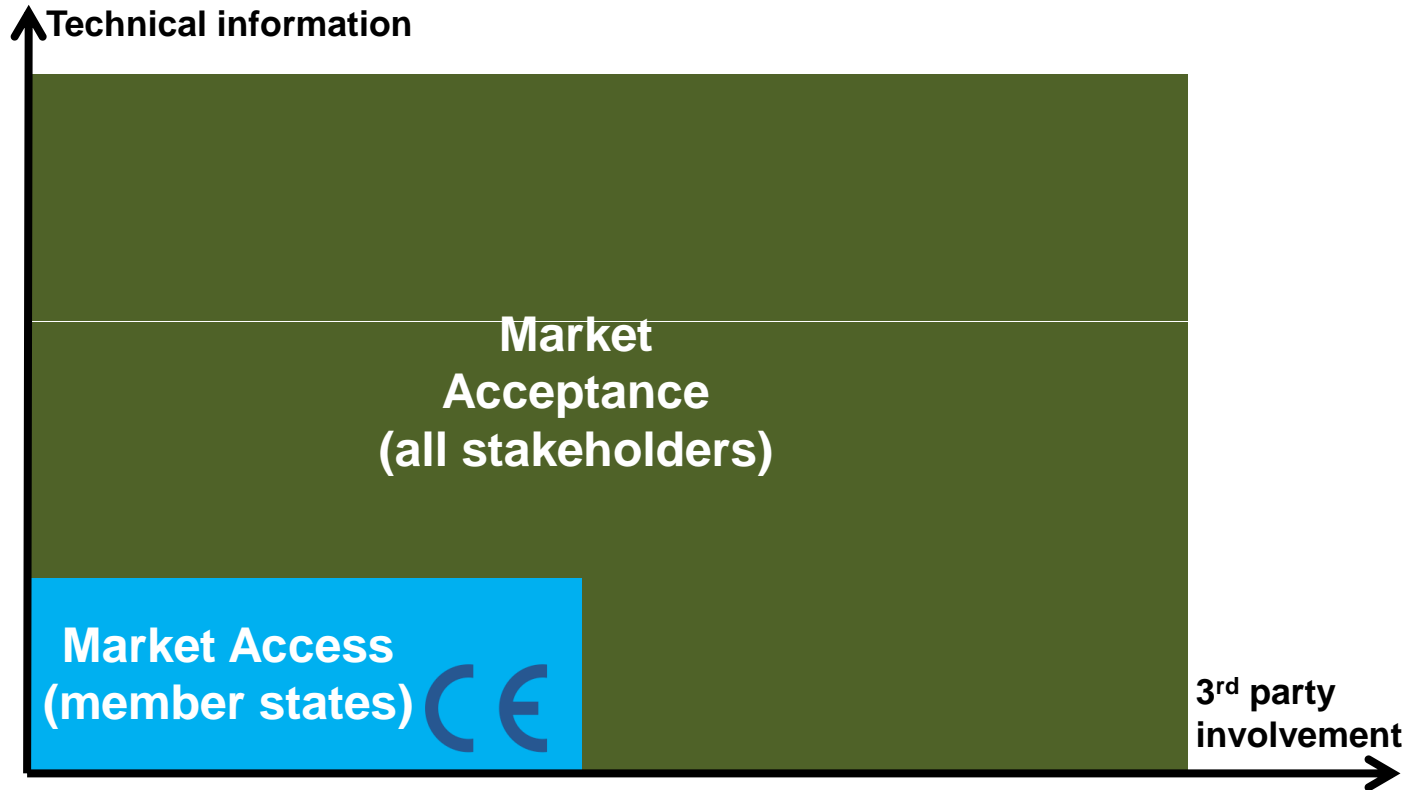 Technical information
Market
Acceptance
(all stakeholders)
Market Access
(member states)
CE
3rd party
involvement